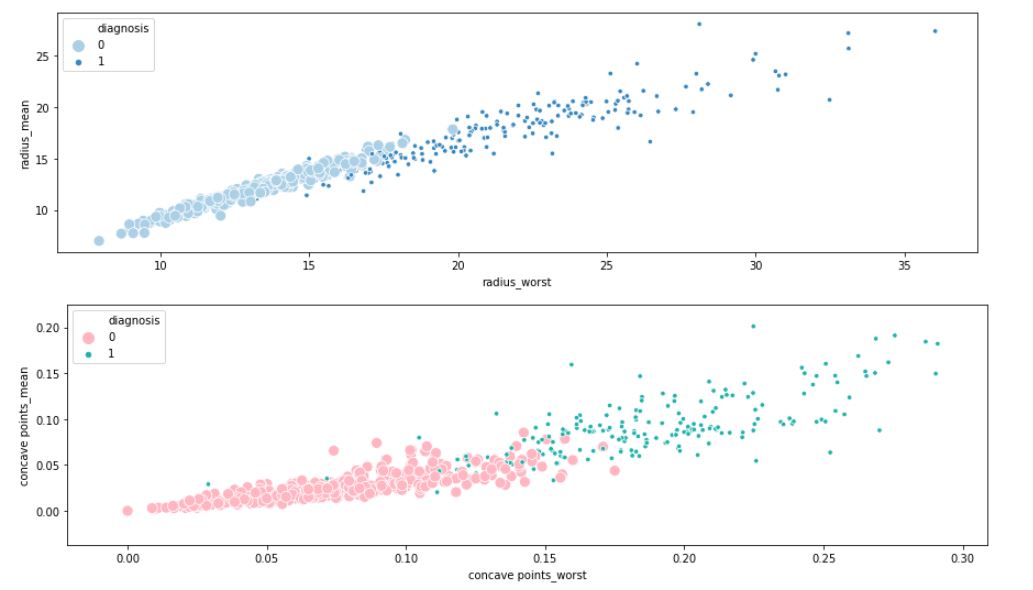 diagnosis
0
1
25
20
15
10
radius_mean
10 15 20 25 30 35
radius_worst
diagnosis
0
1
0.20
0.15
0.10
0.05
0.00
concave points_mean
0.00 0.05 0.10 0.15 0.20 0.25 0.30
concave points_worst